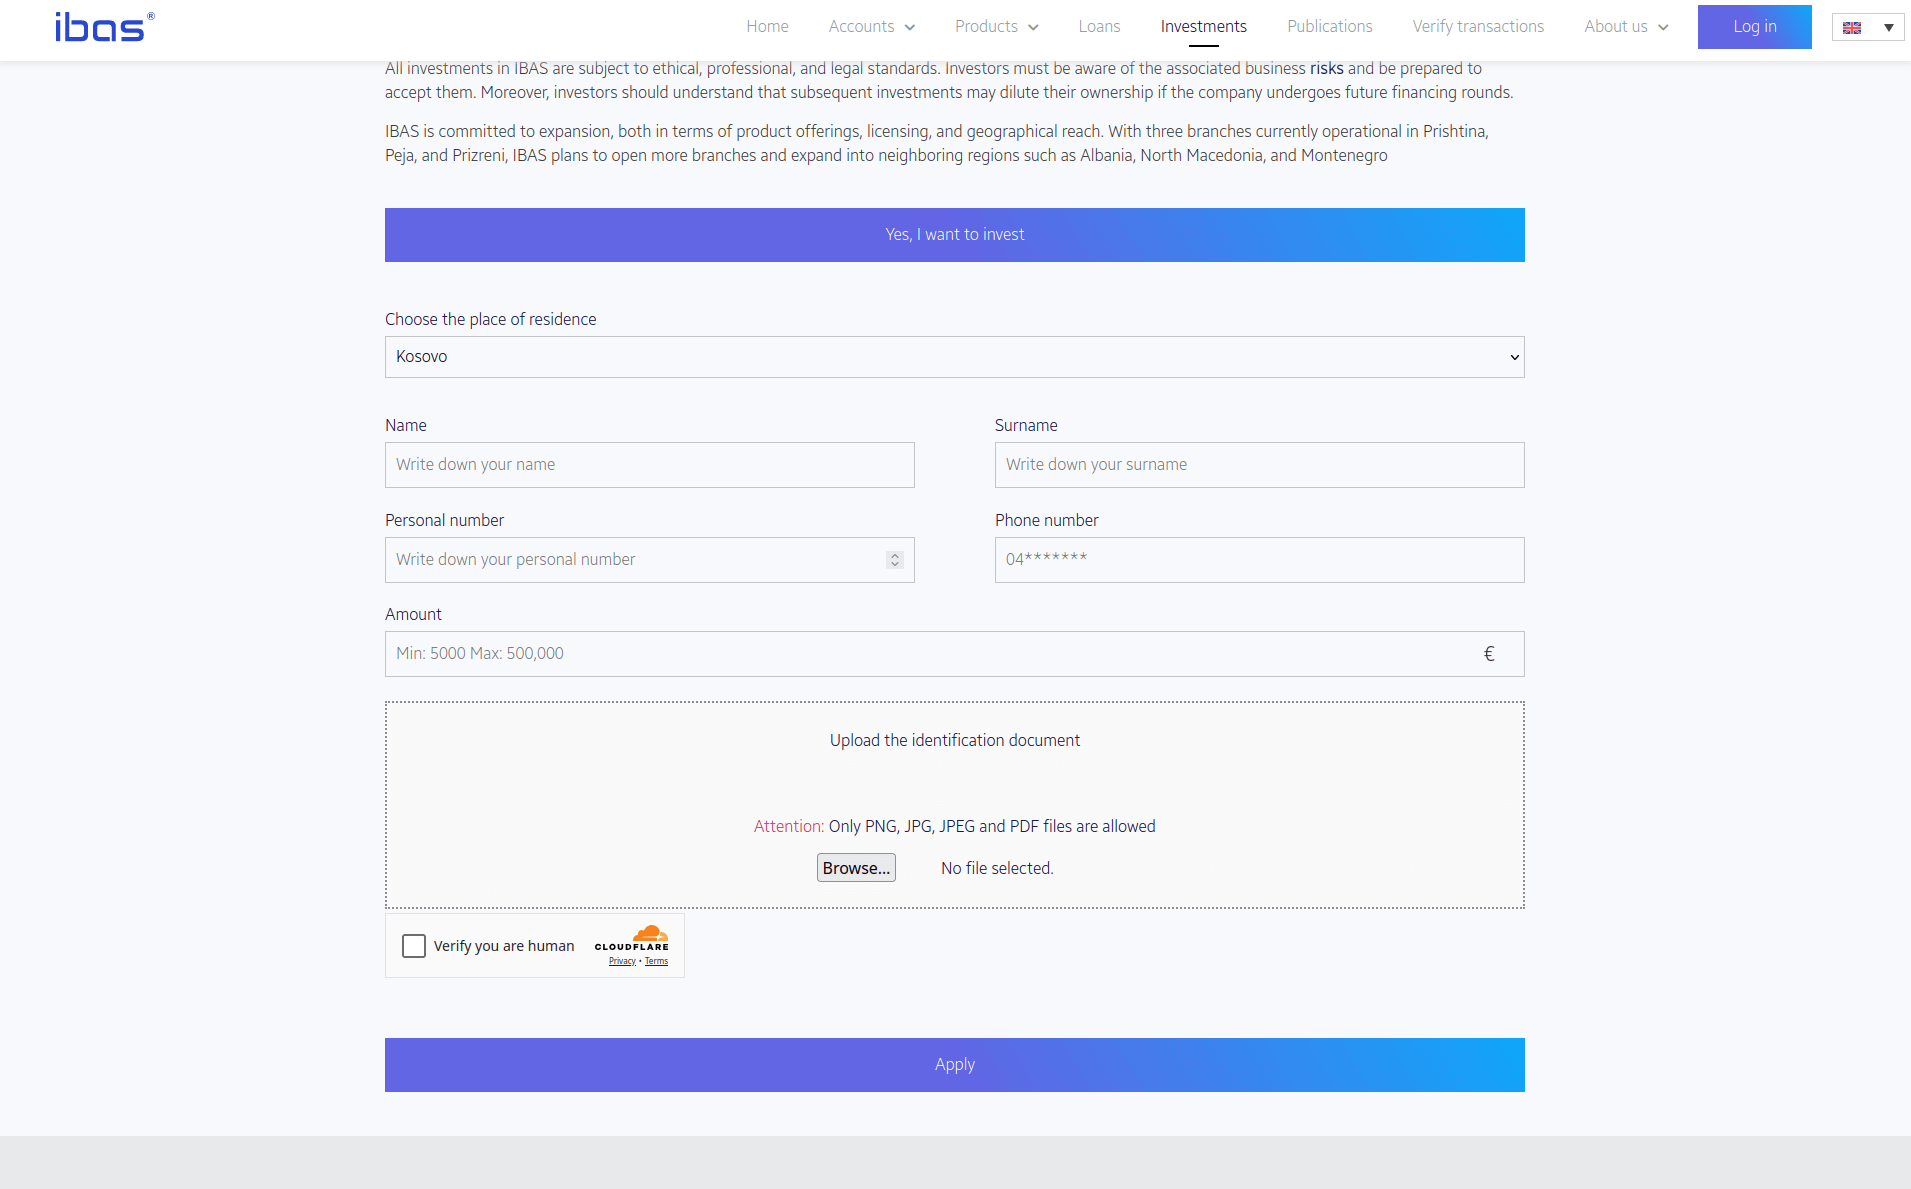 ibas®
Home Accounts Products Loans Investments Publications Verify transactions About us Log in
All investments in IBAS are subject to ethical, professional, and legal standards. Investors must be aware of the associated business risks and be prepared to
accept them. Moreover, investors should understand that subsequent investments may dilute their ownership if the company undergoes future financing rounds.
IBAS is committed to expansion, both in terms of product offerings, licensing, and geographical reach. With three branches currently operational in Prishtina,
Peja, and Prizreni, IBAS plans to open more branches and expand into neighboring regions such as Albania, North Macedonia, and Montenegro
Yes, I want to invest
Choose the place of residence
Kosovo
Name
Write down your name
Surname
Write down your surname
Personal number
Write down your personal number
Phone number
04*******
Amount
Min: 5000 Max: 500,000 €
Upload the identification document
Attention: Only PNG, JPG, JPEG and PDF files are allowed
Browse... No file selected.
Verify you are human
CLOUDFLARE
Privacy • Terms
Apply